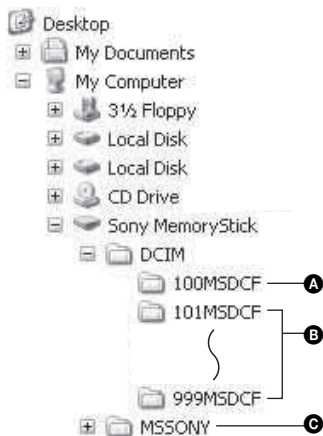 Desktop
My Documents
My Computer
3½ Floppy
Local Disk
Local Disk
CD Drive
Sony MemoryStick
DCIM
100MSDCF A
101MSDCF
B
999MSDCF
MSSONY C